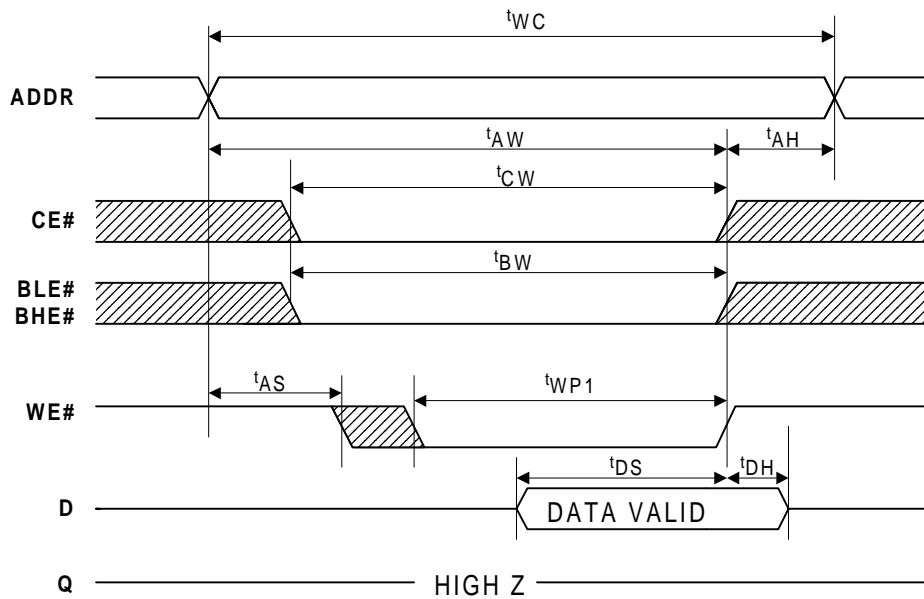 tWC
ADDR
tAW
tAH
tCW
CE#
tBW
BLE#
BHE#
tAS
tWP1
WE#
tDS
tDH
D
DATA VALID
Q
HIGH Z